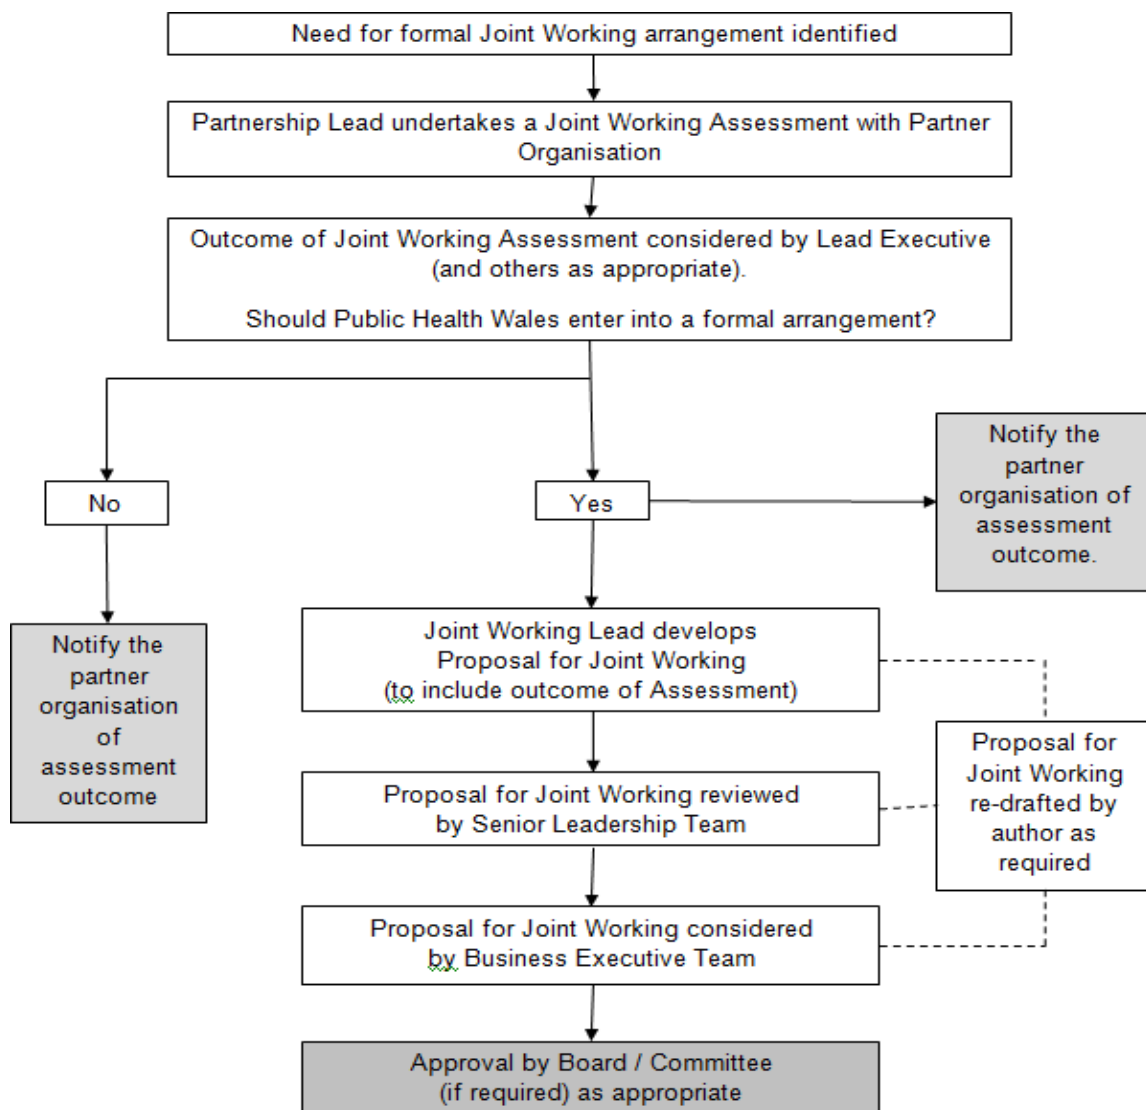 Need for formal Joint Working arrangement identified
Partnership Lead undertakes a Joint Working Assessment with Partner
Organisation
Outcome of Joint Working Assessment considered by Lead Executive
(and others as appropriate).
Should Public Health Wales enter into a formal arrangement?
No
Yes
Notify the
partner
organisation of
assessment
outcome.
Notify the
partner
organisation
of
assessment
outcome
Joint Working Lead develops
Proposal for Joint Working
(to include outcome of Assessment)
Proposal for
Joint Working
re-drafted by
author as
required
Proposal for Joint Working reviewed
by Senior Leadership Team
Proposal for Joint Working considered
by Business Executive Team
Approval by Board / Committee
(if required) as appropriate